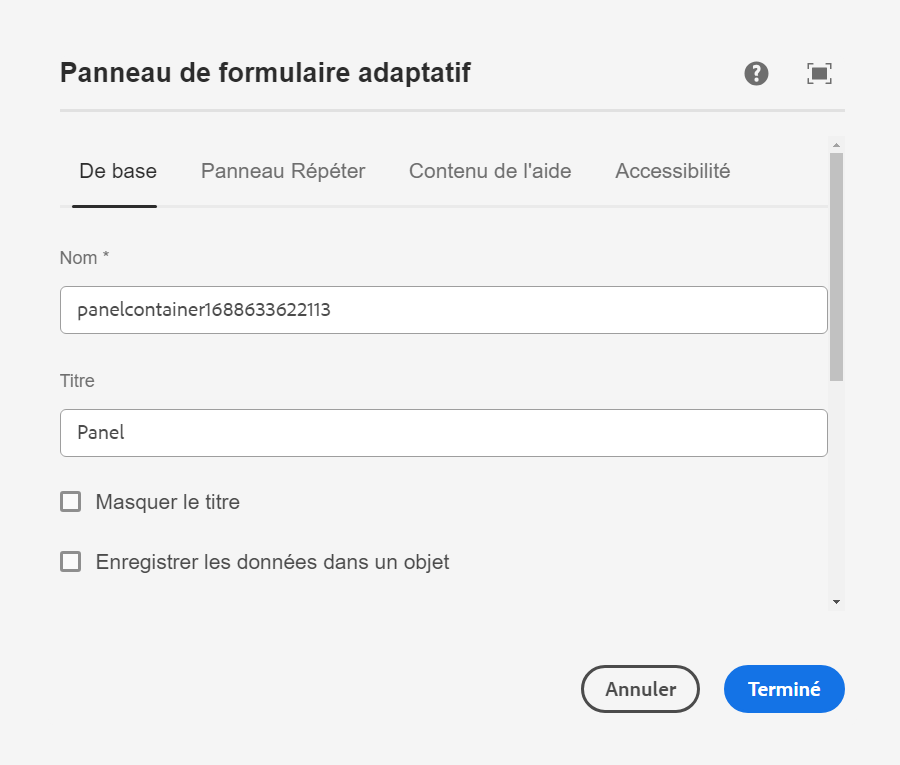 Panneau de formulaire adaptatif
De base Panneau Répéter Contenu de l'aide Accessibilité
Nom *
panelcontainer1688633622113
Titre
Panel
Masquer le titre
Enregistrer les données dans un objet
Annuler Terminé